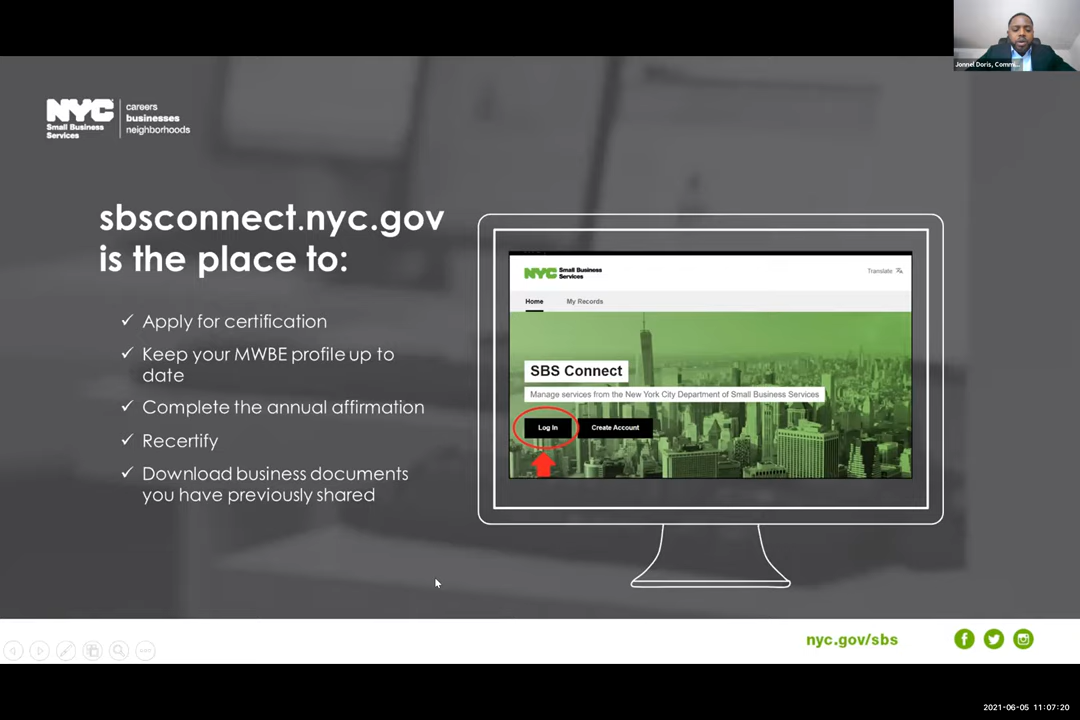 Jonnel Doris, Comm...
NYC
Small Business
Services
careers
businesses
neighborhoods
sbsconnect.nyc.gov
is the place to:
✓ Apply for certification
✓ Keep your MWBE profile up to
date
✓ Complete the annual affirmation
✓ Recertify
✓ Download business documents
you have previously shared
NYC Small Business
Services
Translate
Home My Records
SBS Connect
Manage services from the New York City Department of Small Business Services
Log In Create Account
nyc.gov/sbs
2021-06-05 11:07:20